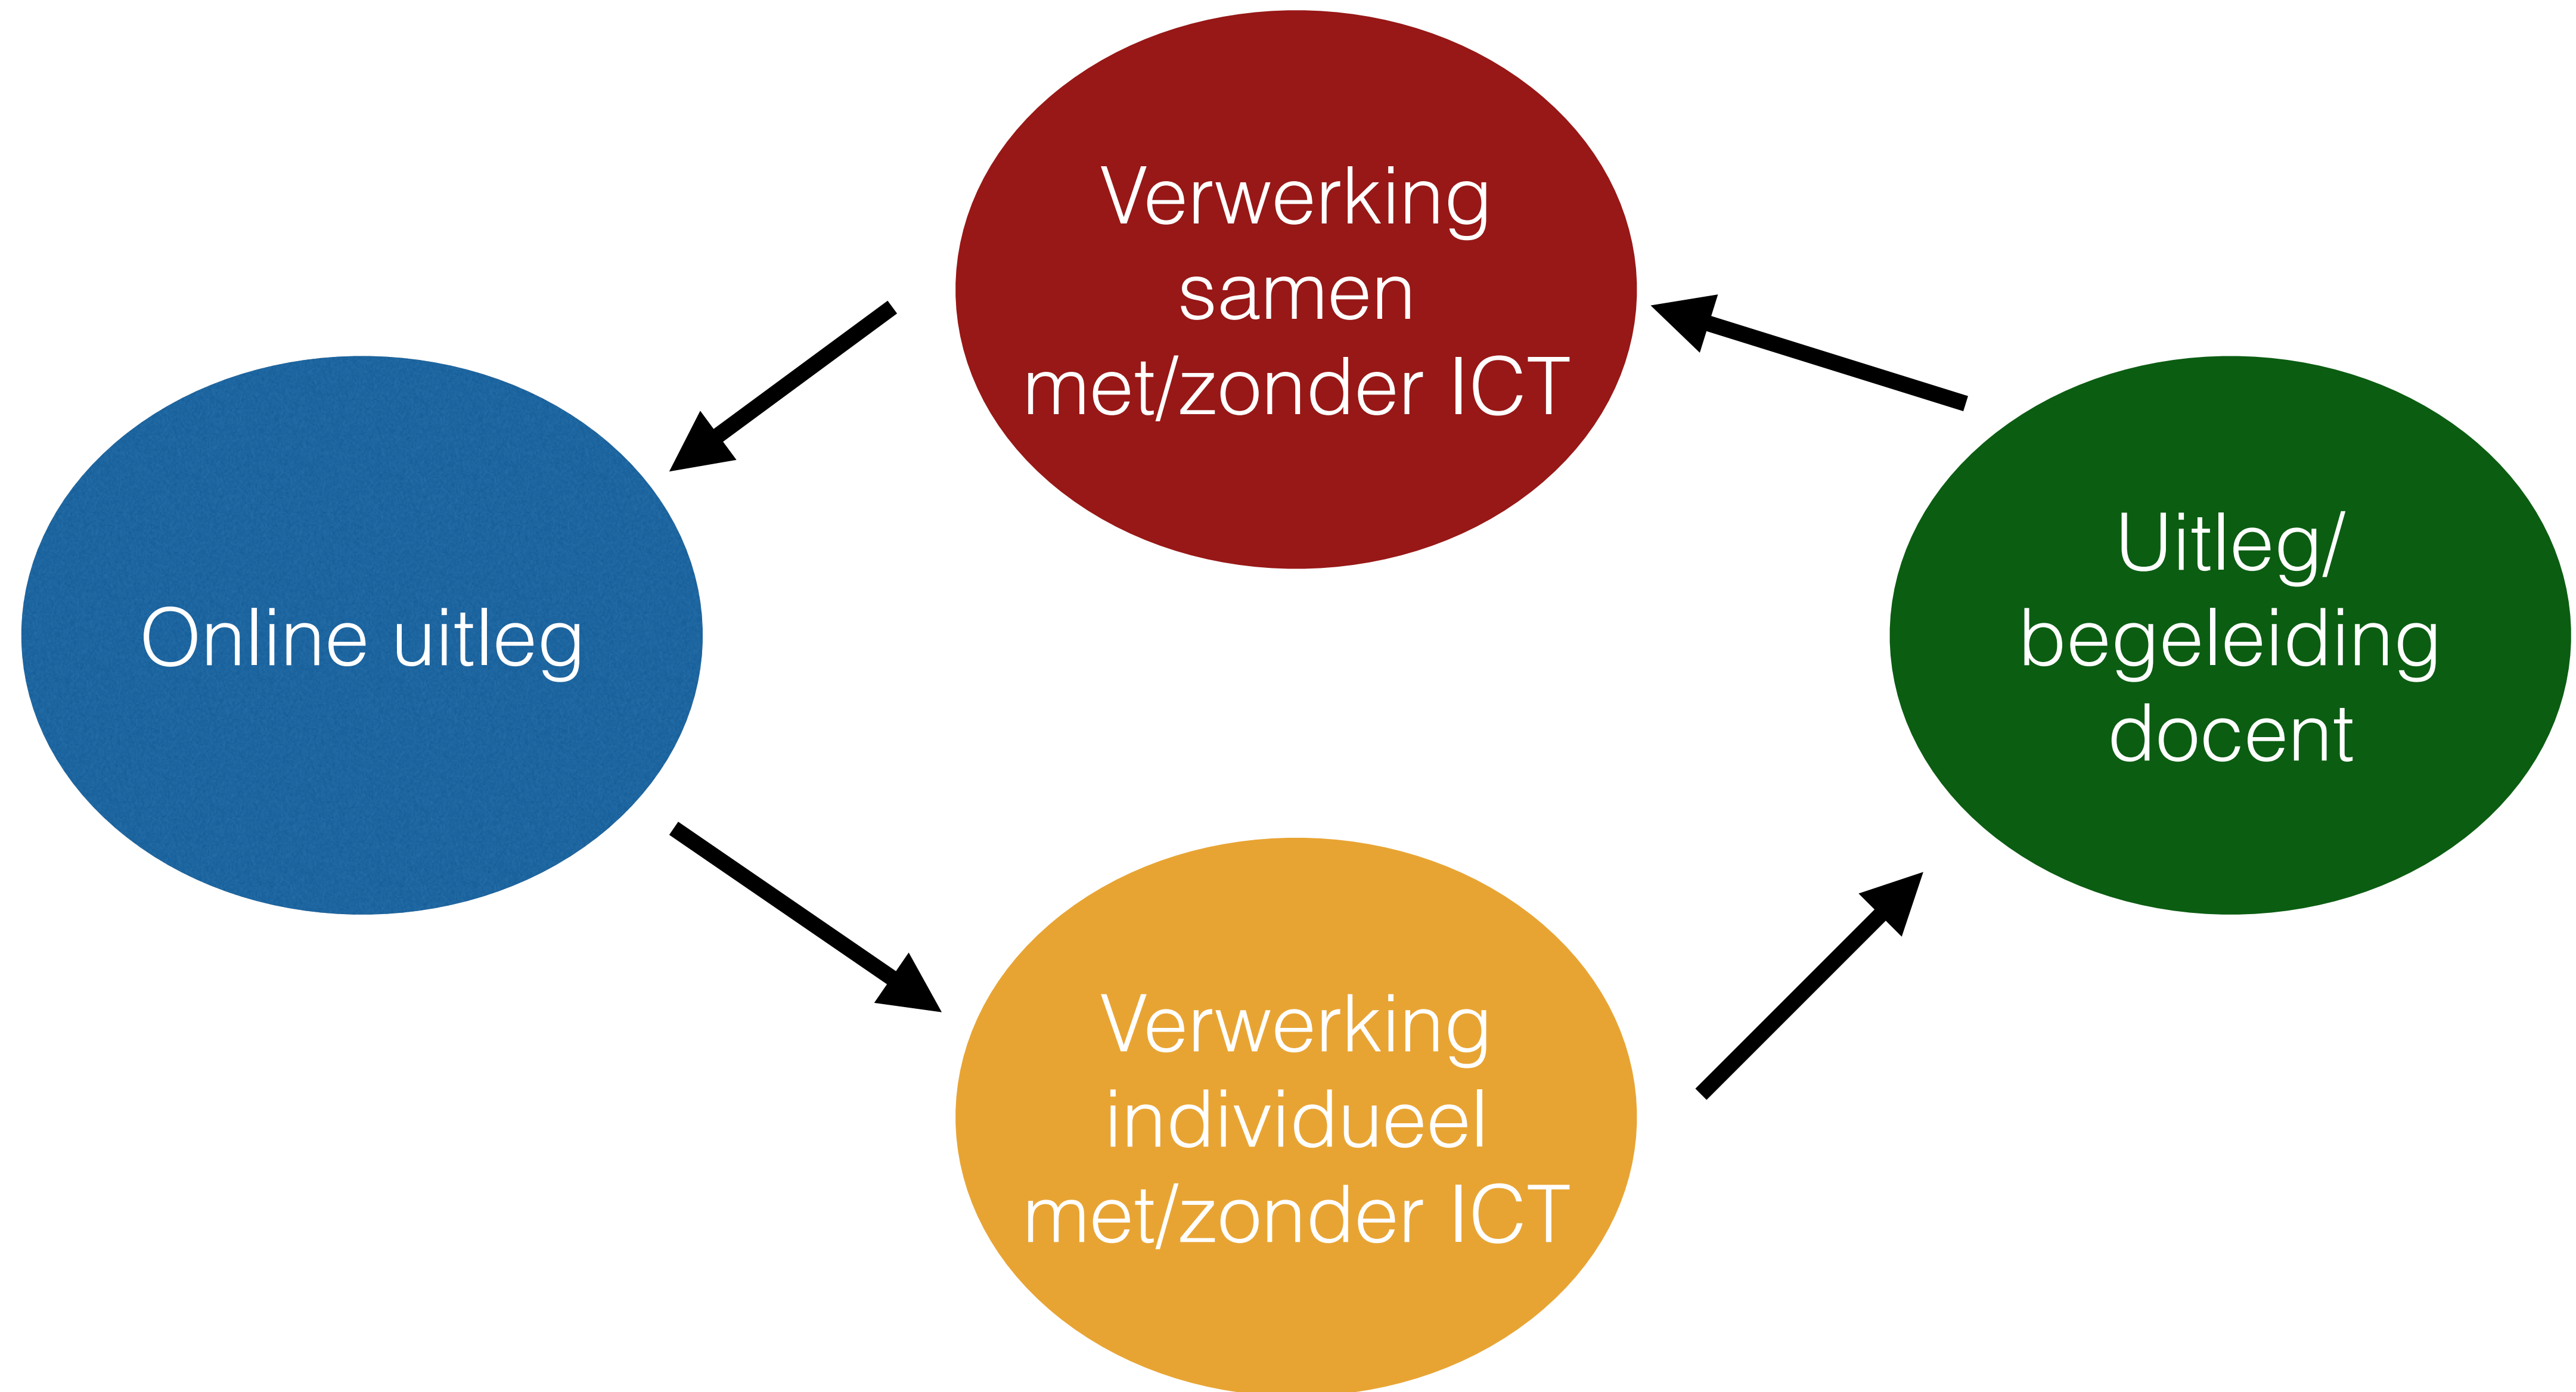 Verwerking
samen
met/zonder ICT
Online uitleg
Uitleg/
begeleiding
docent
Verwerking
individueel
met/zonder ICT